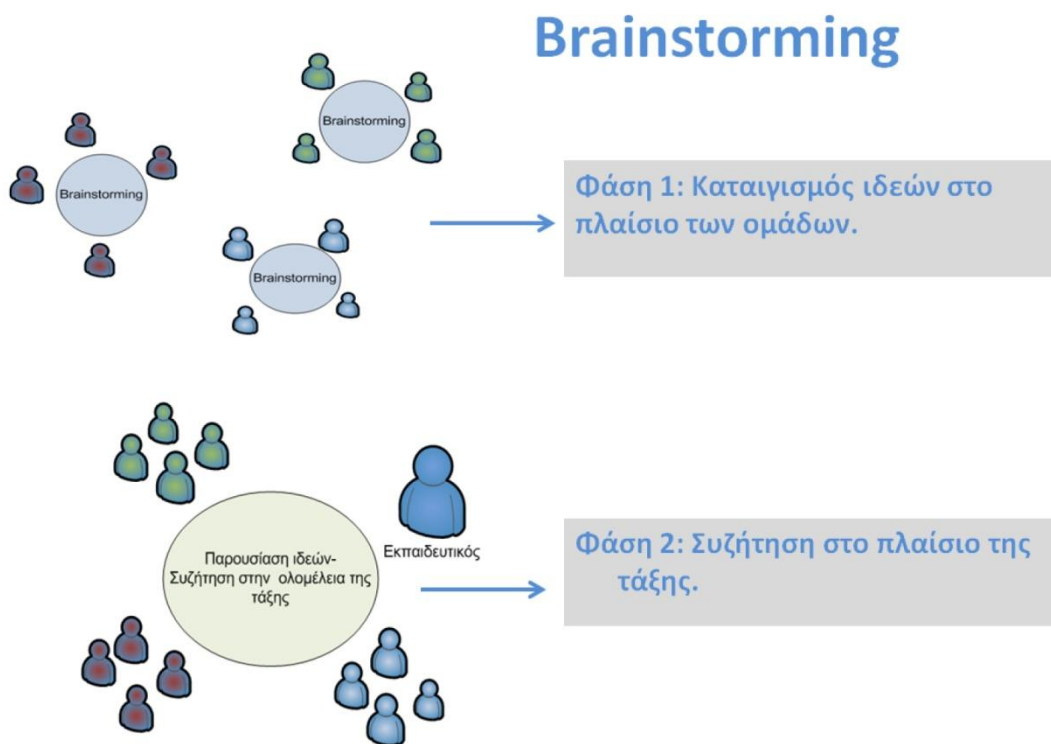 Brainstorming
Brainstorming
Brainstorming
Brainstorming
Φάση 1: Καταιγισμός ιδεών στο
πλαίσιο των ομάδων.
Εκπαιδευτικός
Παρουσίαση ιδεών-
Συζήτηση στην ολομέλεια της
τάξης
Φάση 2: Συζήτηση στο πλαίσιο της
τάξης.